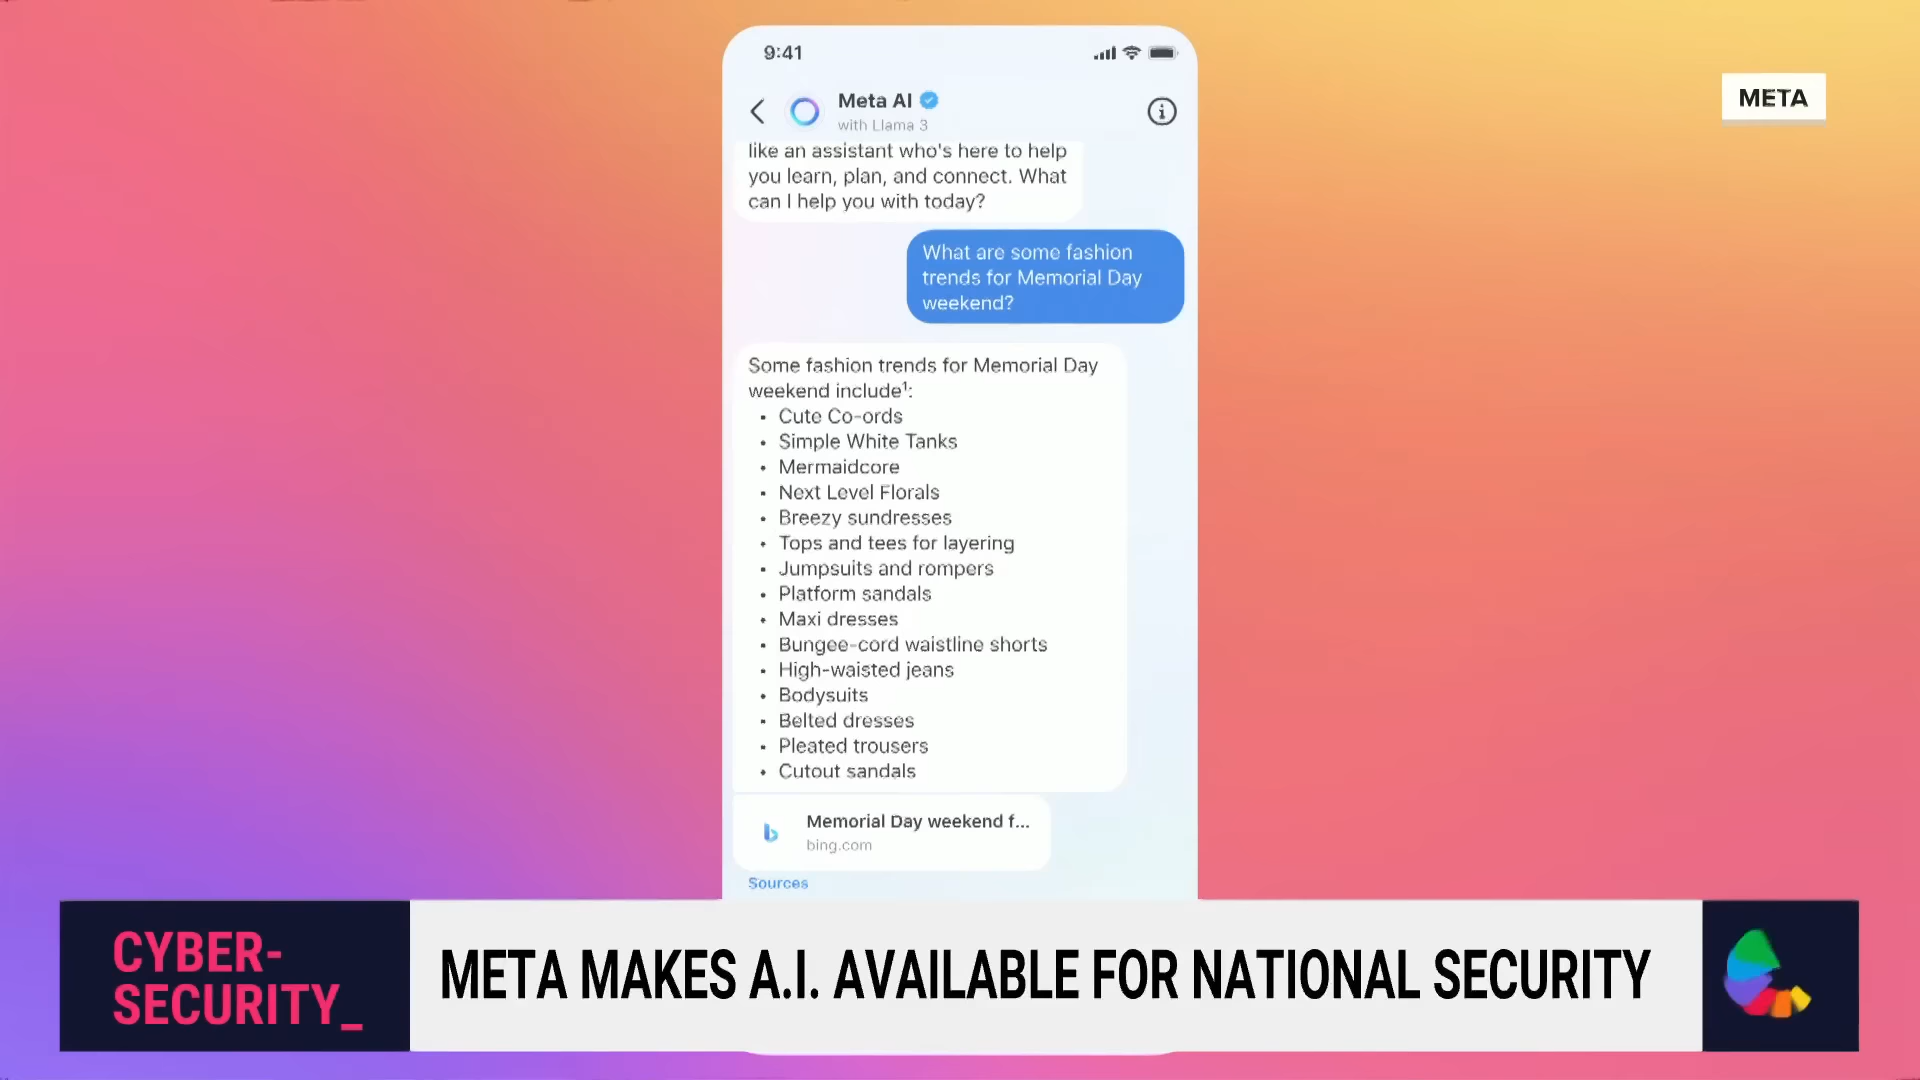 9:41
META
Meta AI
with Llama 3
like an assistant who's here to help
you learn, plan, and connect. What
can I help you with today?
What are some fashion
trends for Memorial Day
weekend?
Some fashion trends for Memorial Day
weekend include¹:
• Cute Co-ords
• Simple White Tanks
• Mermaidcore
• Next Level Florals
• Breezy sundresses
• Tops and tees for layering
• Jumpsuits and rompers
• Platform sandals
• Maxi dresses
• Bungee-cord waistline shorts
• High-waisted jeans
• Bodysuits
• Belted dresses
• Pleated trousers
• Cutout sandals
Memorial Day weekend f...
bing.com
Sources
CYBER-
SECURITY_
META MAKES A.I. AVAILABLE FOR NATIONAL SECURITY